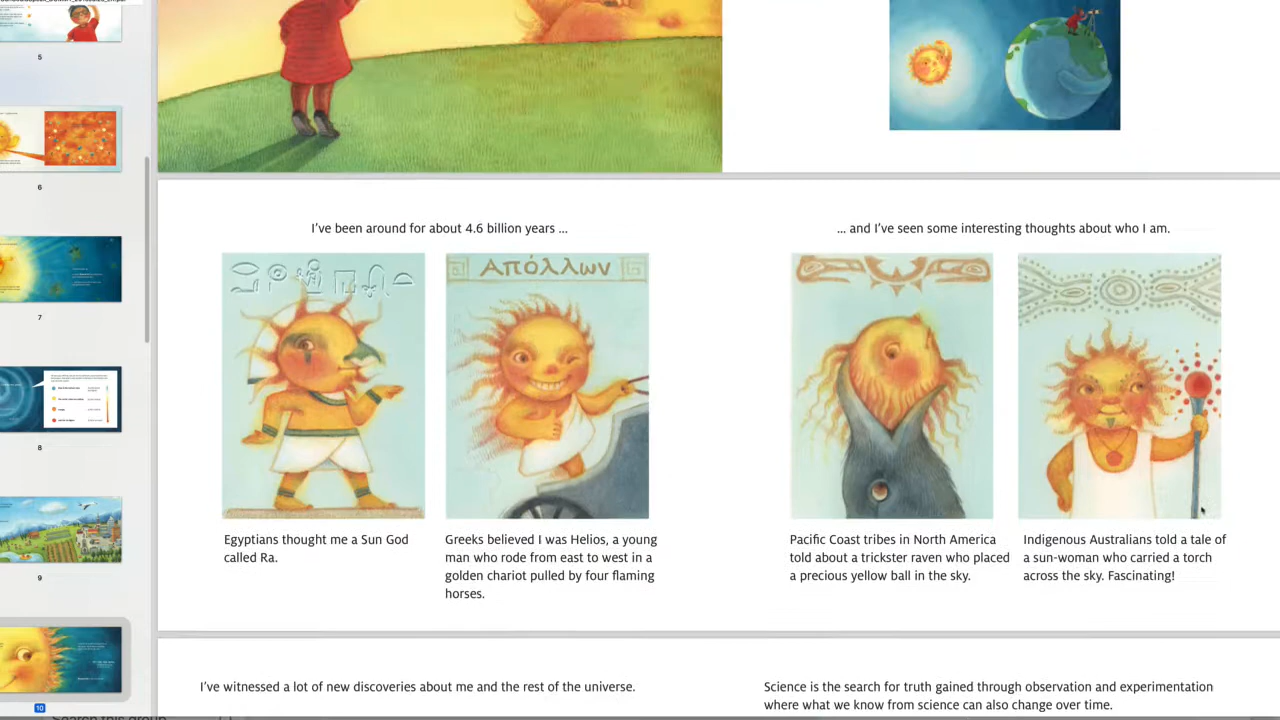 5
6
7
8
9
10
I've been around for about 4.6 billion years ...
... and I've seen some interesting thoughts about who I am.
Απόλλων
Egyptians thought me a Sun God
called Ra.
Greeks believed I was Helios, a young
man who rode from east to west in a
golden chariot pulled by four flaming
horses.
Pacific Coast tribes in North America
told about a trickster raven who placed
a precious yellow ball in the sky.
Indigenous Australians told a tale of
a sun-woman who carried a torch
across the sky. Fascinating!
I've witnessed a lot of new discoveries about me and the rest of the universe.
Science is the search for truth gained through observation and experimentation
where what we know from science can also change over time.
Search this group